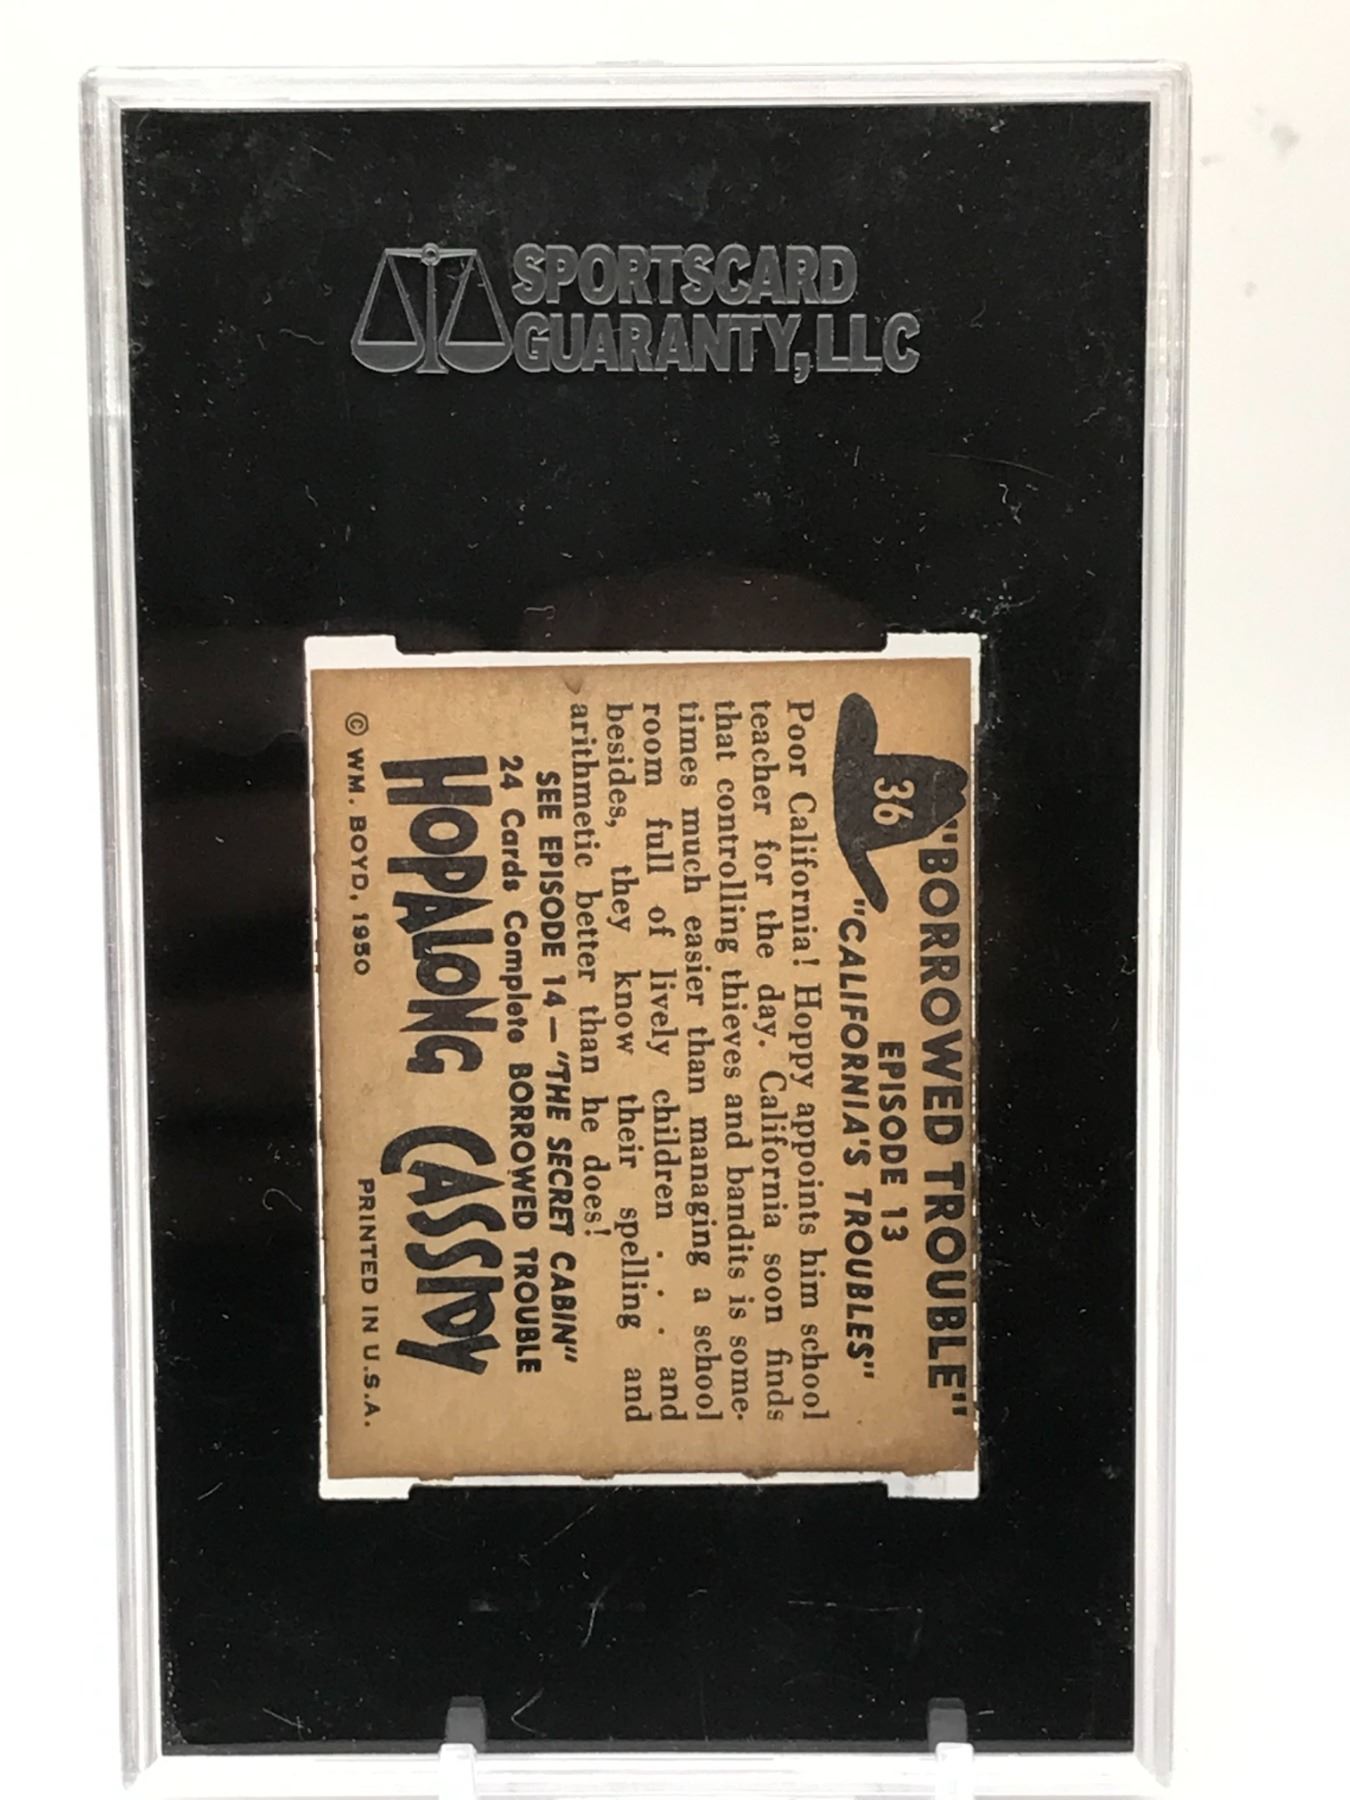 SPORTSCARD
GUARANTY, LLC
36
"BORROWED TROUBLE"
EPISODE 13
"CALIFORNIA'S TROUBLES"
Poor California! Hoppy appoints him school
teacher for the day. California soon finds
that controlling thieves and bandits is some-
times much easier than managing a school
room full of lively children . . . and
besides, they know their spelling and
arithmetic better than he does!
SEE EPISODE 14—"THE SECRET CABIN"
24 Cards Complete BORROWED TROUBLE
HOPALONG CASSIDY
© WM. BOYD, 1950 PRINTED IN U.S.A.